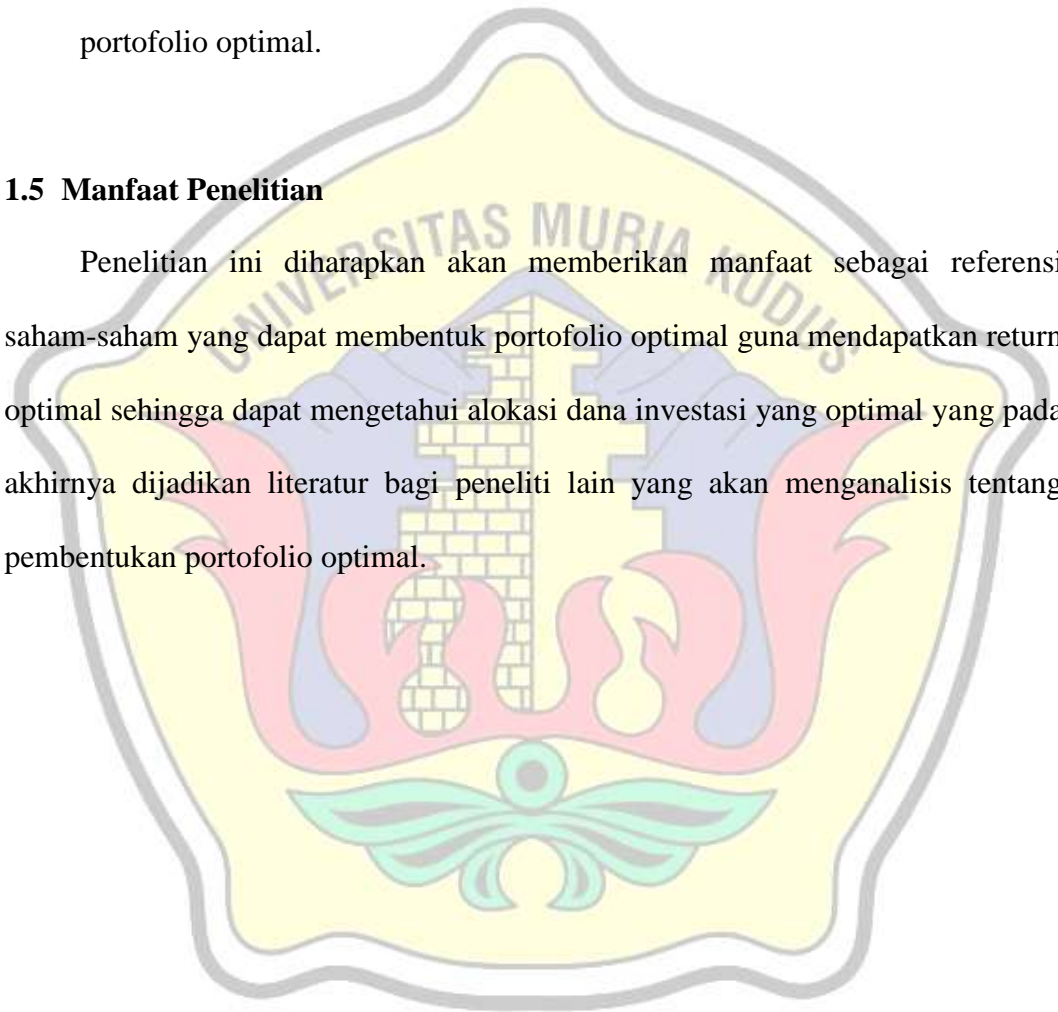 portofolio optimal.
1.5 Manfaat Penelitian
UNIVERSITAS MURIA KUDUS
Penelitian ini diharapkan akan memberikan manfaat sebagai referensi
saham-saham yang dapat membentuk portofolio optimal guna mendapatkan return
optimal sehingga dapat mengetahui alokasi dana investasi yang optimal yang pada
akhirnya dijadikan literatur bagi peneliti lain yang akan menganalisis tentang
pembentukan portofolio optimal.